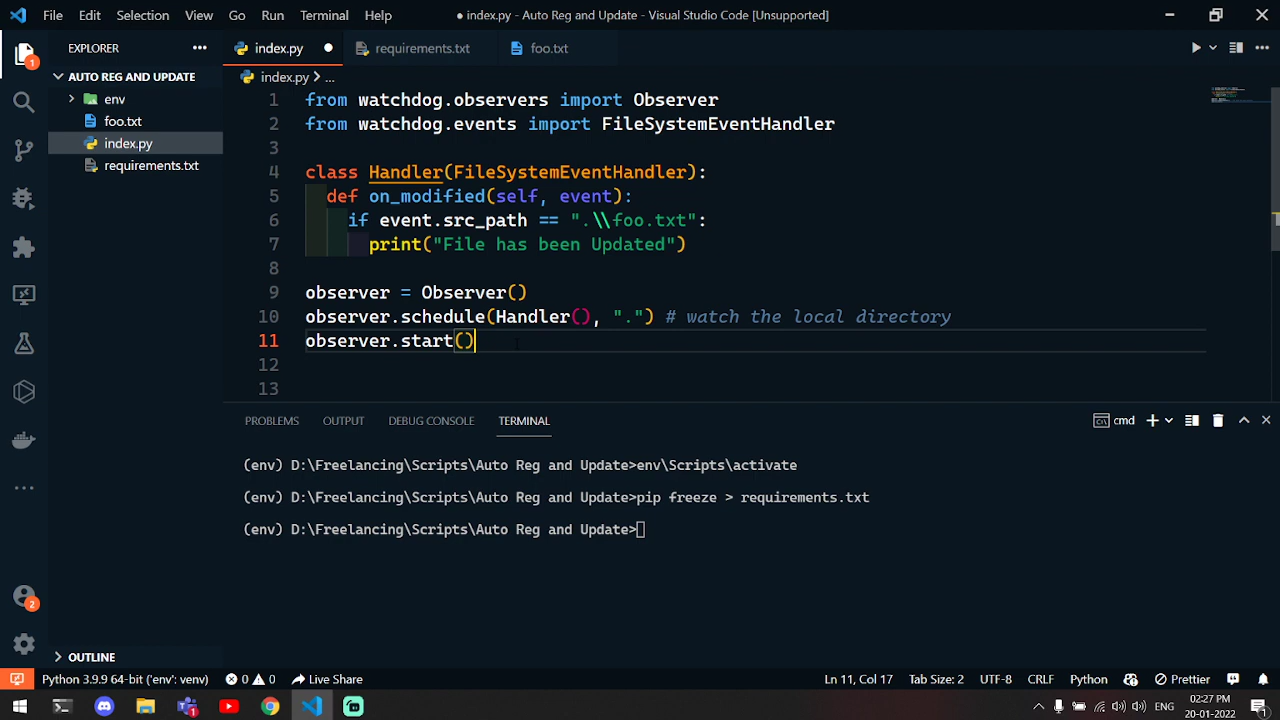 File Edit Selection View Go Run Terminal Help ● index.py - Auto Reg and Update - Visual Studio Code [Unsupported]
EXPLORER
index.py requirements.txt foo.txt
AUTO REG AND UPDATE
env
foo.txt
index.py
requirements.txt
index.py > ...
1 from watchdog.observers import Observer
2 from watchdog.events import FileSystemEventHandler
3
4 class Handler(FileSystemEventHandler):
5 def on_modified(self, event):
6 if event.src_path == ".\\foo.txt":
7 print("File has been Updated")
8
9 observer = Observer()
10 observer.schedule(Handler(), ".") # watch the local directory
11 observer.start()
12
13
PROBLEMS OUTPUT DEBUG CONSOLE TERMINAL cmd
(env) D:\Freelancing\Scripts\Auto Reg and Update>env\Scripts\activate
(env) D:\Freelancing\Scripts\Auto Reg and Update>pip freeze > requirements.txt
(env) D:\Freelancing\Scripts\Auto Reg and Update>
1
2
OUTLINE
Python 3.9.9 64-bit ('env': venv) 0 0 Live Share Ln 11, Col 17 Tab Size: 2 UTF-8 CRLF Python Prettier
ENG 02:27 PM
20-01-2022
1
1